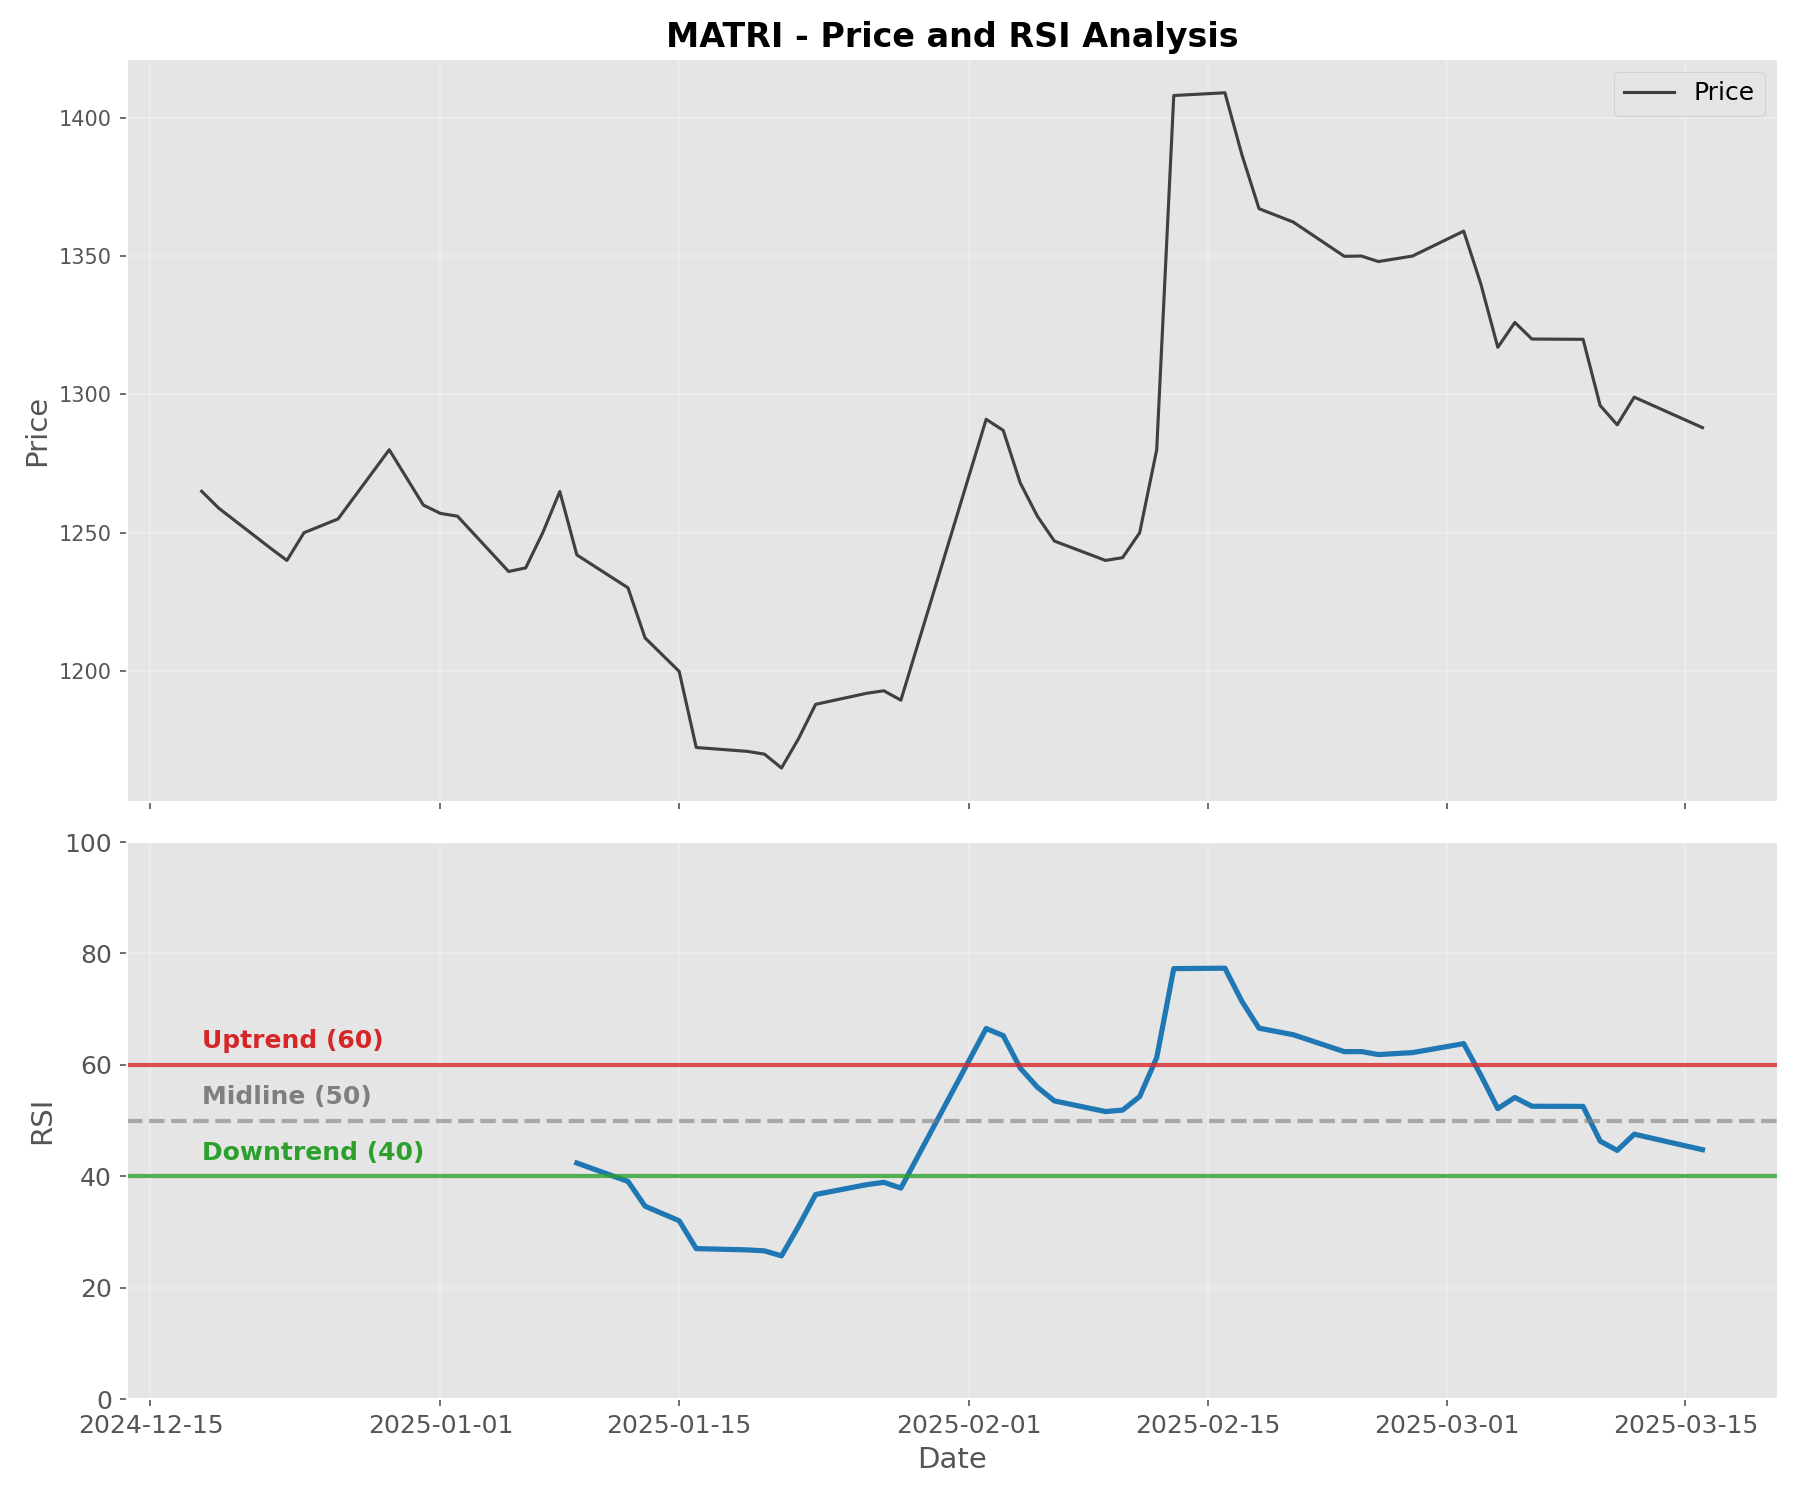 MATRI - Price and RSI Analysis
Price
1400
1350
1300
1250
1200
Price
100
80
60
40
20
0
RSI
Uptrend (60)
Midline (50)
Downtrend (40)
2024-12-15
2025-01-01
2025-01-15
2025-02-01
2025-02-15
2025-03-01
2025-03-15
Date